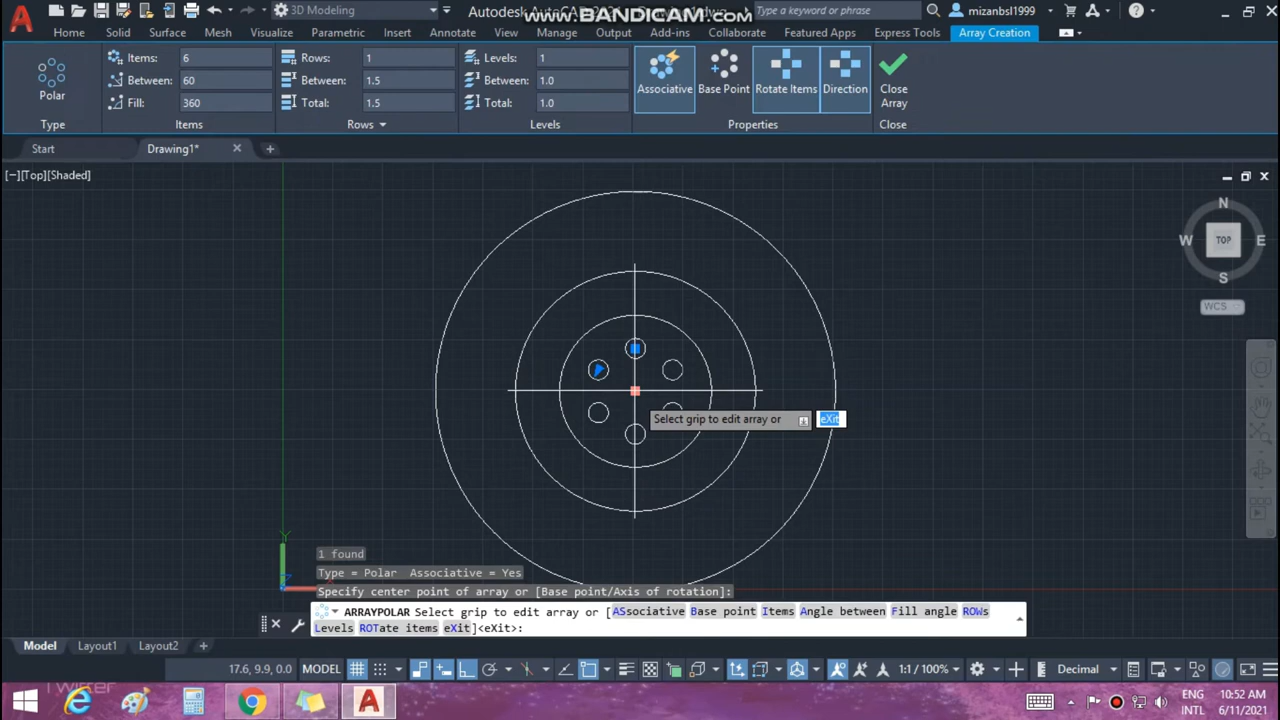 3D Modeling
Autodesk AutoCAD
www.BANDICAM.com
Type a keyword or phrase
mizanbsl1999
Home Solid Surface Mesh Visualize Parametric Insert Annotate View Manage Output Add-ins Collaborate Featured Apps Express Tools Array Creation
Polar
Items: 6
Between: 60
Fill: 360
Rows: 1
Between: 1.5
Total: 1.5
Levels: 1
Between: 1.0
Total: 1.0
Associative
Base Point
Rotate Items
Direction
Close
Array
Type
Items
Rows
Levels
Properties
Close
Start
Drawing1*
[−][Top][Shaded]
N
W TOP E
S
WCS
Select grip to edit array or eXit
Y
1 found
Type = Polar Associative = Yes
Specify center point of array or [Base point/Axis of rotation]:
ARRAYPOLAR Select grip to edit array or [ASsociative Base point Items Angle between Fill angle ROWs
Levels ROTate items eXit]<eXit>:
Model Layout1 Layout2
17.6, 9.9, 0.0 MODEL 1:1 / 100% Decimal
ENG
INTL
10:52 AM
6/11/2021